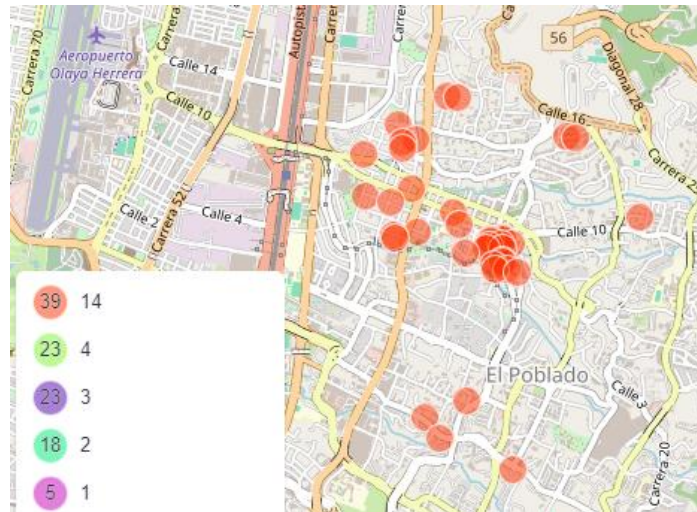 Carrera 70
Aeropuerto
Olaya Herrera
Calle 14
Calle 10
Autopista
Carrera
Carrera
56
Calle 16
Diagonal 28
Carrera 2
Calle 2
Carrera 52
Calle 4
Calle 10
El Poblado
Calle 3
Carrera 20
39 14
23 4
23 3
18 2
5 1